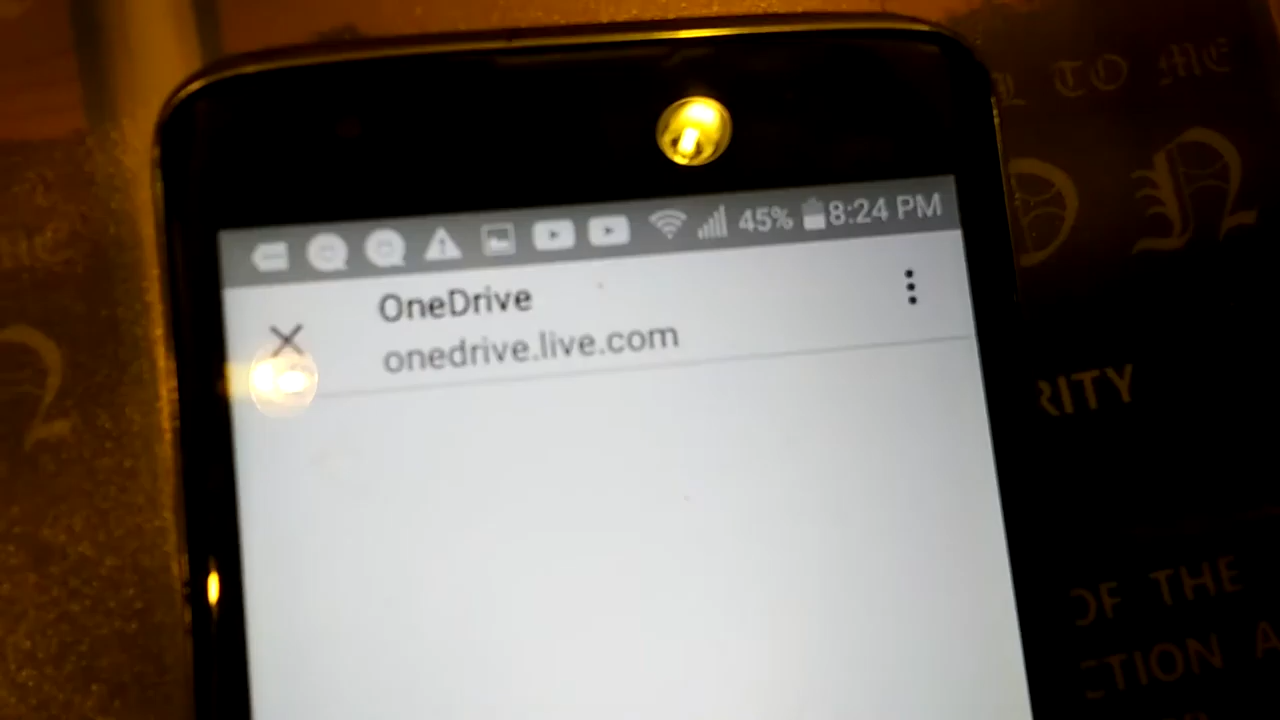 45% 8:24 PM
OneDrive
onedrive.live.com
TO ME
RITY
OF THE
CTION A